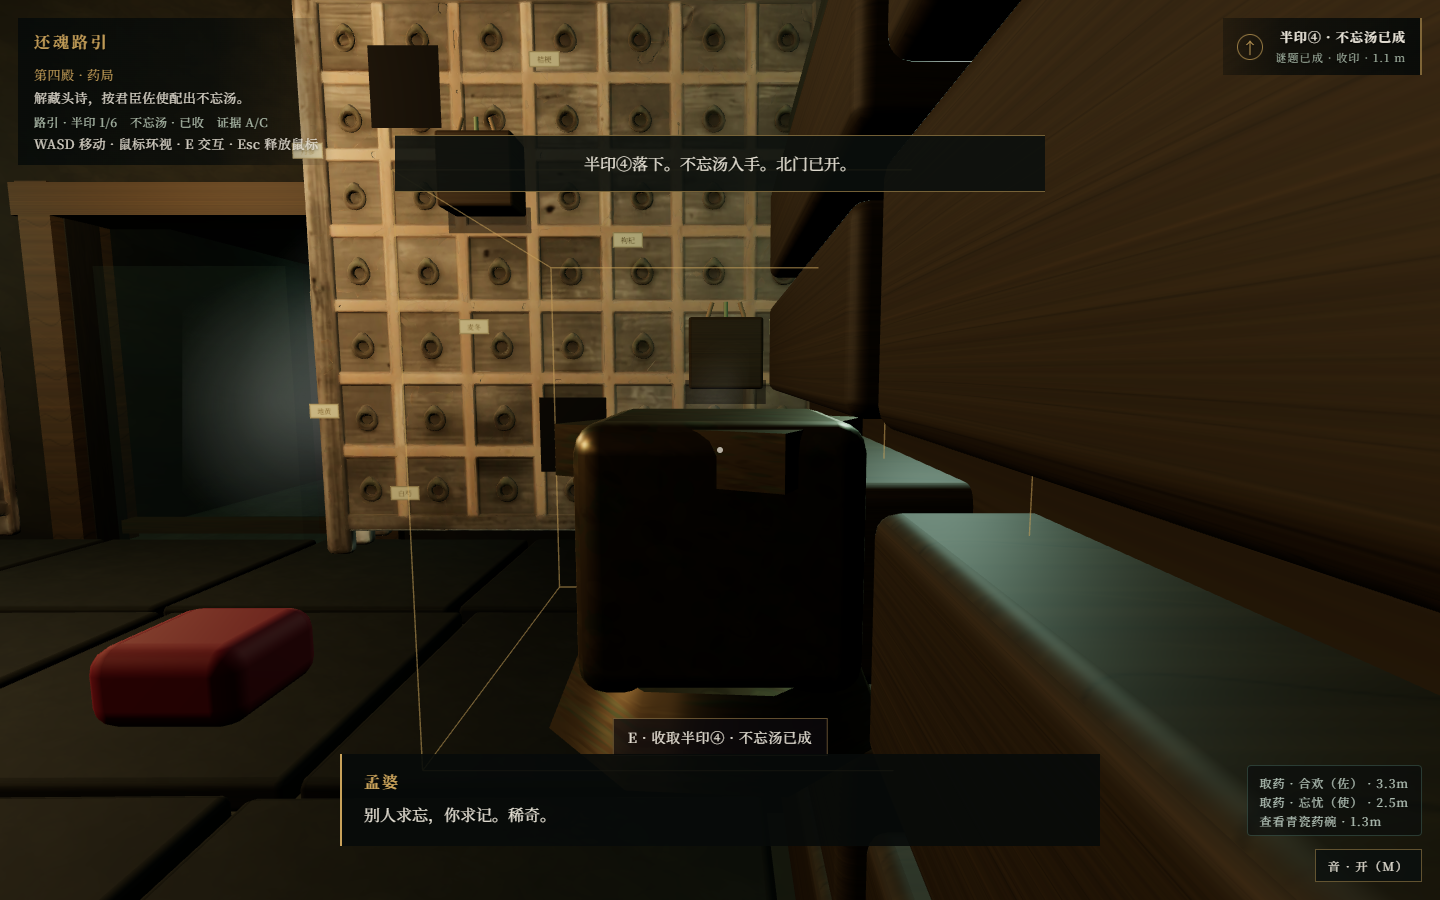 还魂路引
第四殿 · 药局
解藏头诗，按君臣佐使配出不忘汤。
路引 · 半印 1/6 不忘汤 · 已收 证据 A/C
WASD 移动 · 鼠标环视 · E 交互 · Esc 释放鼠标
半印④ · 不忘汤已成
谜题已成 · 收印 · 1.1 m
半印④落下。不忘汤入手。北门已开。
枸杞
E · 收取半印④ · 不忘汤已成
孟婆
别人求忘，你求记。稀奇。
取药 · 合欢（佐） · 3.3m
取药 · 忘忧（使） · 2.5m
查看青瓷药碗 · 1.3m
音 · 开（M）